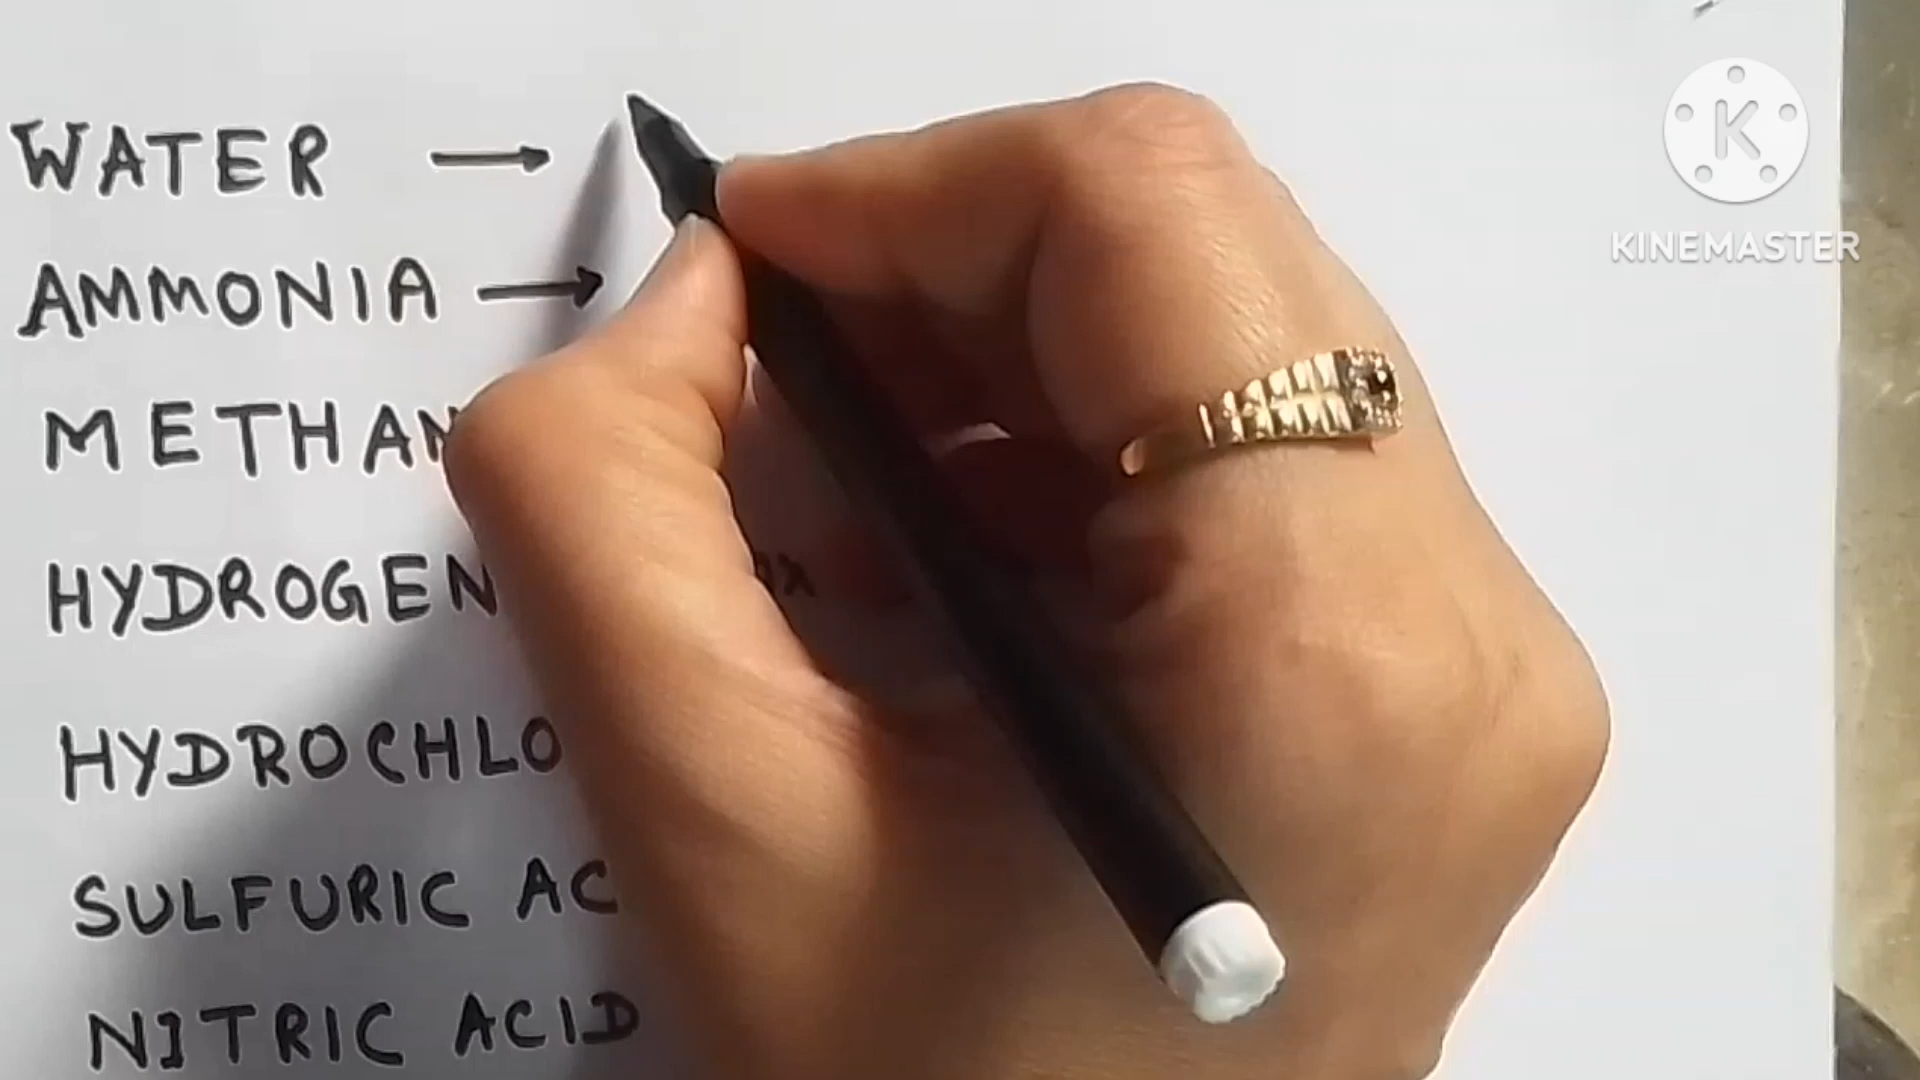 WATER →
AMMONIA →
METHAN
HYDROGEN
HYDROCHLO
SULFURIC AC
NITRIC ACID
K
KINEMASTER